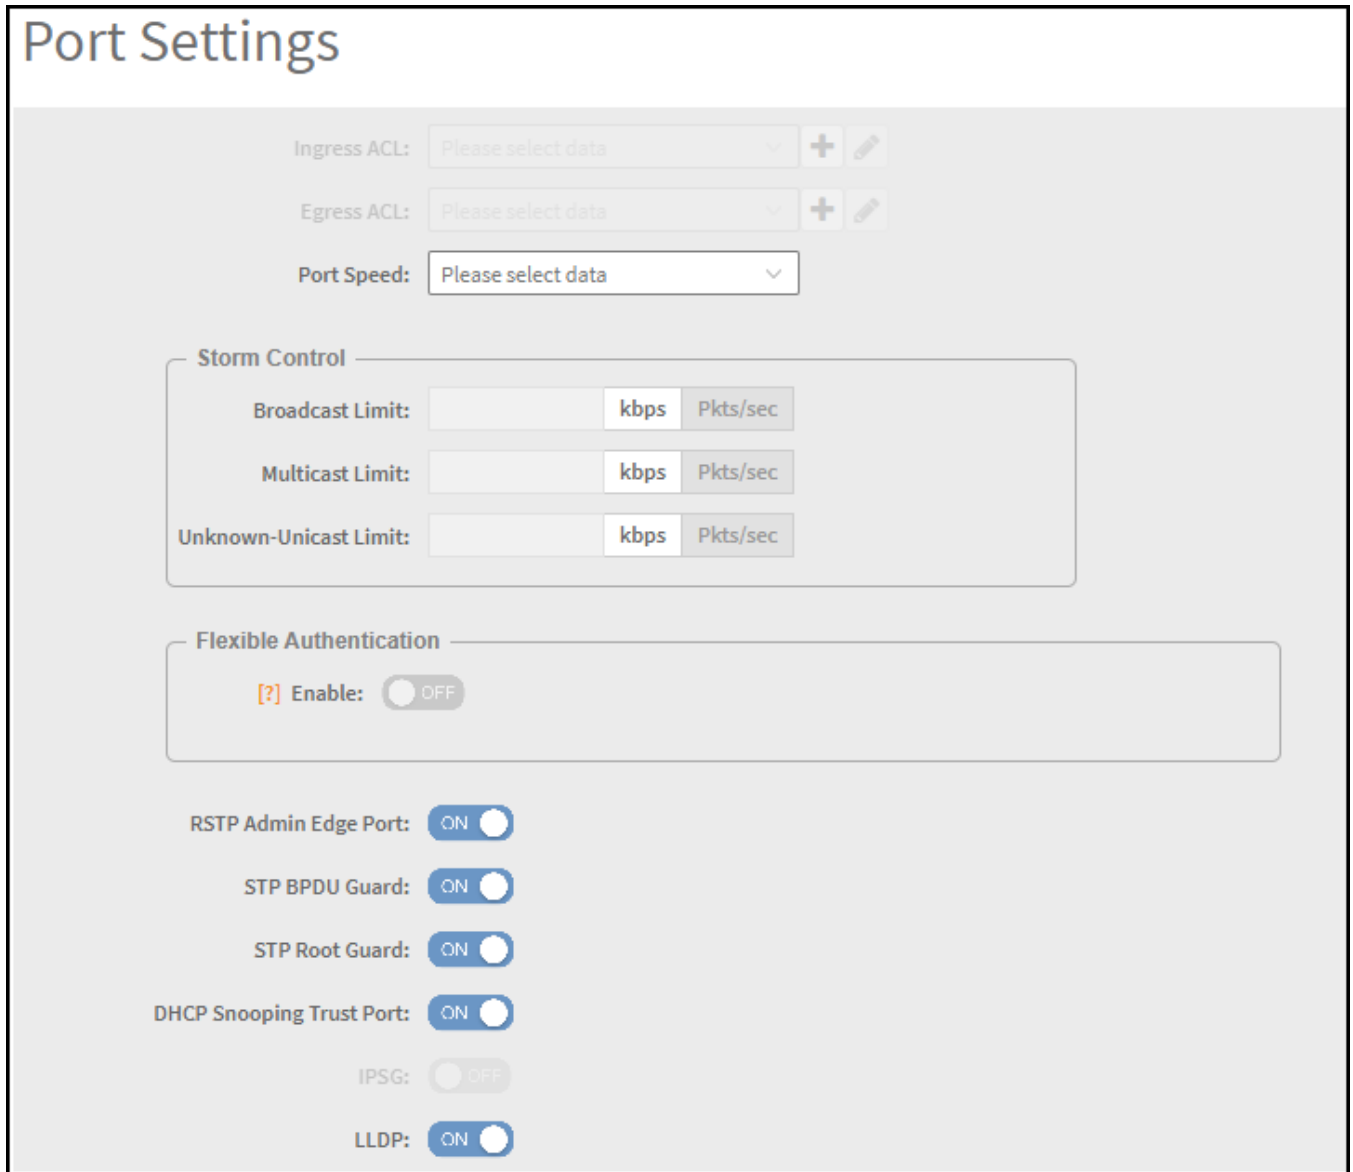 Port Settings
Ingress ACL: Please select data
Egress ACL: Please select data
Port Speed: Please select data
Storm Control
Broadcast Limit: kbps Pkts/sec
Multicast Limit: kbps Pkts/sec
Unknown-Unicast Limit: kbps Pkts/sec
Flexible Authentication
[?] Enable: OFF
RSTP Admin Edge Port: ON
STP BPDU Guard: ON
STP Root Guard: ON
DHCP Snooping Trust Port: ON
IPSG: OFF
LLDP: ON